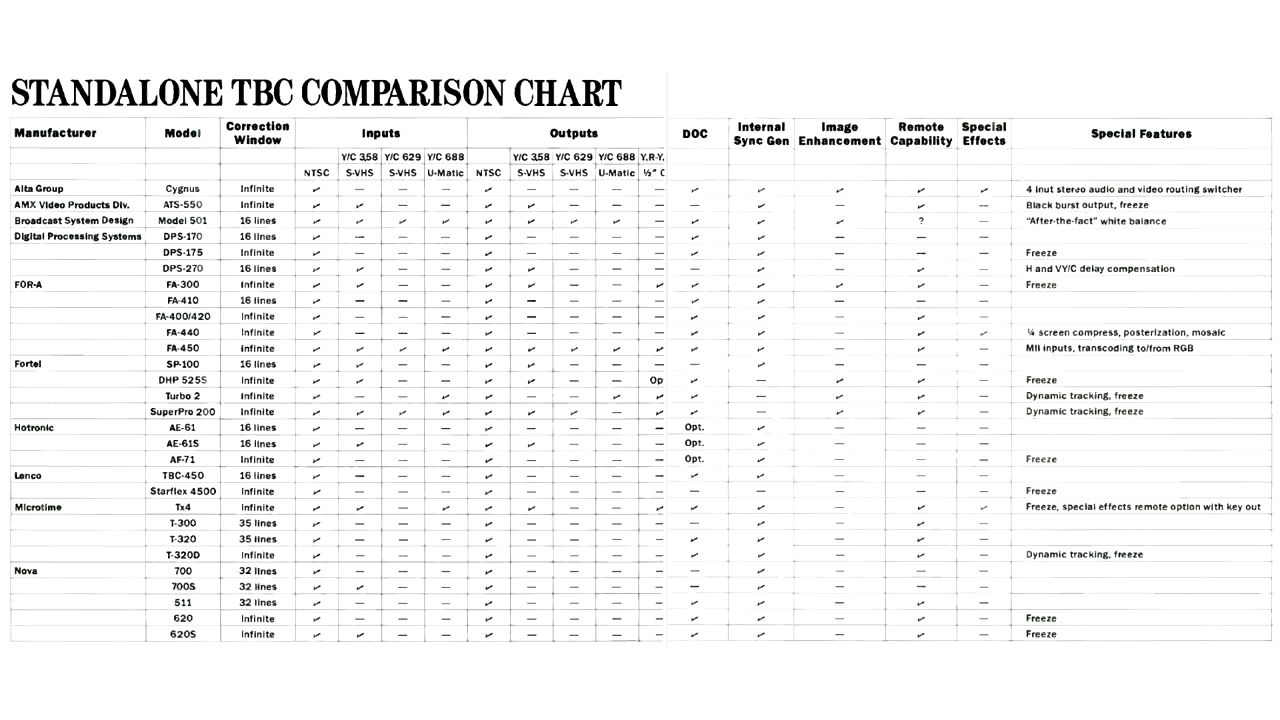 STANDALONE TBC COMPARISON CHART
Manufacturer Model Correction Window Inputs Outputs DOC Internal Sync Gen Image Enhancement Remote Capability Special Effects Special Features
Y/C 3,58 Y/C 629 Y/C 688 Y/C 3,58 Y/C 629 Y/C 688 Y,R-Y,
NTSC S-VHS S-VHS U-Matic NTSC S-VHS S-VHS U-Matic ½" C
Alta Group Cygnus Infinite ✓ — — — ✓ — — — — ✓ ✓ ✓ ✓ ✓ 4 inut stereo audio and video routing switcher
AMX Video Products Div. ATS-550 Infinite ✓ ✓ — — ✓ ✓ — — — — ✓ — ✓ — Black burst output, freeze
Broadcast System Design Model 501 16 lines ✓ ✓ ✓ ✓ ✓ ✓ ✓ ✓ — ✓ ✓ ✓ ? — "After-the-fact" white balance
Digital Processing Systems DPS-170 16 lines ✓ — — — ✓ — — — — ✓ ✓ — — —
DPS-175 Infinite ✓ — — — ✓ — — — — ✓ ✓ — — — Freeze
DPS-270 16 lines ✓ ✓ — — ✓ ✓ — — — — ✓ — ✓ — H and VY/C delay compensation
FOR-A FA-300 Infinite ✓ ✓ — — ✓ ✓ — — ✓ ✓ ✓ ✓ ✓ — Freeze
FA-410 16 lines ✓ — — — ✓ — — — — ✓ ✓ — — —
FA-400/420 Infinite ✓ — — — ✓ — — — — ✓ ✓ — ✓ —
FA-440 Infinite ✓ — — — ✓ — — — — ✓ ✓ — ✓ ✓ ¼ screen compress, posterization, mosaic
FA-450 Infinite ✓ ✓ ✓ ✓ ✓ ✓ ✓ ✓ ✓ ✓ ✓ — ✓ — MII inputs, transcoding to/from RGB
Fortel SP-100 16 lines ✓ ✓ — — ✓ ✓ — — — — ✓ — — —
DHP 525S Infinite ✓ ✓ — — ✓ ✓ — — Op ✓ — ✓ ✓ — Freeze
Turbo 2 Infinite ✓ — — ✓ ✓ — — ✓ ✓ ✓ — ✓ ✓ — Dynamic tracking, freeze
SuperPro 200 Infinite ✓ ✓ ✓ ✓ ✓ ✓ ✓ — ✓ ✓ — ✓ ✓ — Dynamic tracking, freeze
Hotronic AE-61 16 lines ✓ — — — ✓ — — — — Opt. ✓ — — —
AE-61S 16 lines ✓ ✓ — — ✓ ✓ — — — Opt. ✓ — — —
AF-71 Infinite ✓ — — — ✓ — — — — Opt. ✓ — — — Freeze
Lenco TBC-450 16 lines ✓ — — — ✓ — — — — ✓ ✓ — — —
Starflex 4500 Infinite ✓ — — — ✓ — — — — — — — — — Freeze
Microtime Tx4 Infinite ✓ ✓ — ✓ ✓ ✓ — — ✓ ✓ ✓ — ✓ ✓ Freeze, special effects remote option with key out
T-300 35 lines ✓ — — — ✓ — — — — — ✓ — ✓ —
T-320 35 lines ✓ — — — ✓ — — — — ✓ ✓ — ✓ —
T-320D Infinite ✓ — — — ✓ — — — — ✓ ✓ — ✓ — Dynamic tracking, freeze
Nova 700 32 lines ✓ — — — ✓ — — — — — ✓ — — —
700S 32 lines ✓ ✓ — — ✓ — — — — — ✓ — — —
511 32 lines ✓ — — — ✓ — — — — ✓ ✓ — ✓ —
620 Infinite ✓ — — — ✓ — — — — ✓ ✓ — ✓ — Freeze
620S Infinite ✓ ✓ — — ✓ ✓ — — — ✓ ✓ — ✓ — Freeze